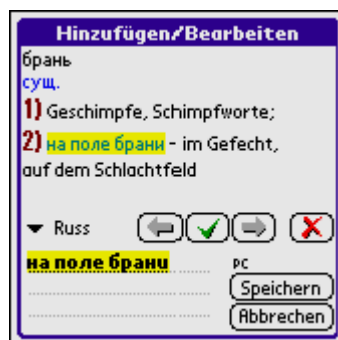 Hinzufügen/Bearbeiten
брань
сущ.
1) Geschimpfe, Schimpfworte;
2) на поле брани - im Gefecht,
auf dem Schlachtfeld
Russ
на поле брани PC
Speichern
Abbrechen